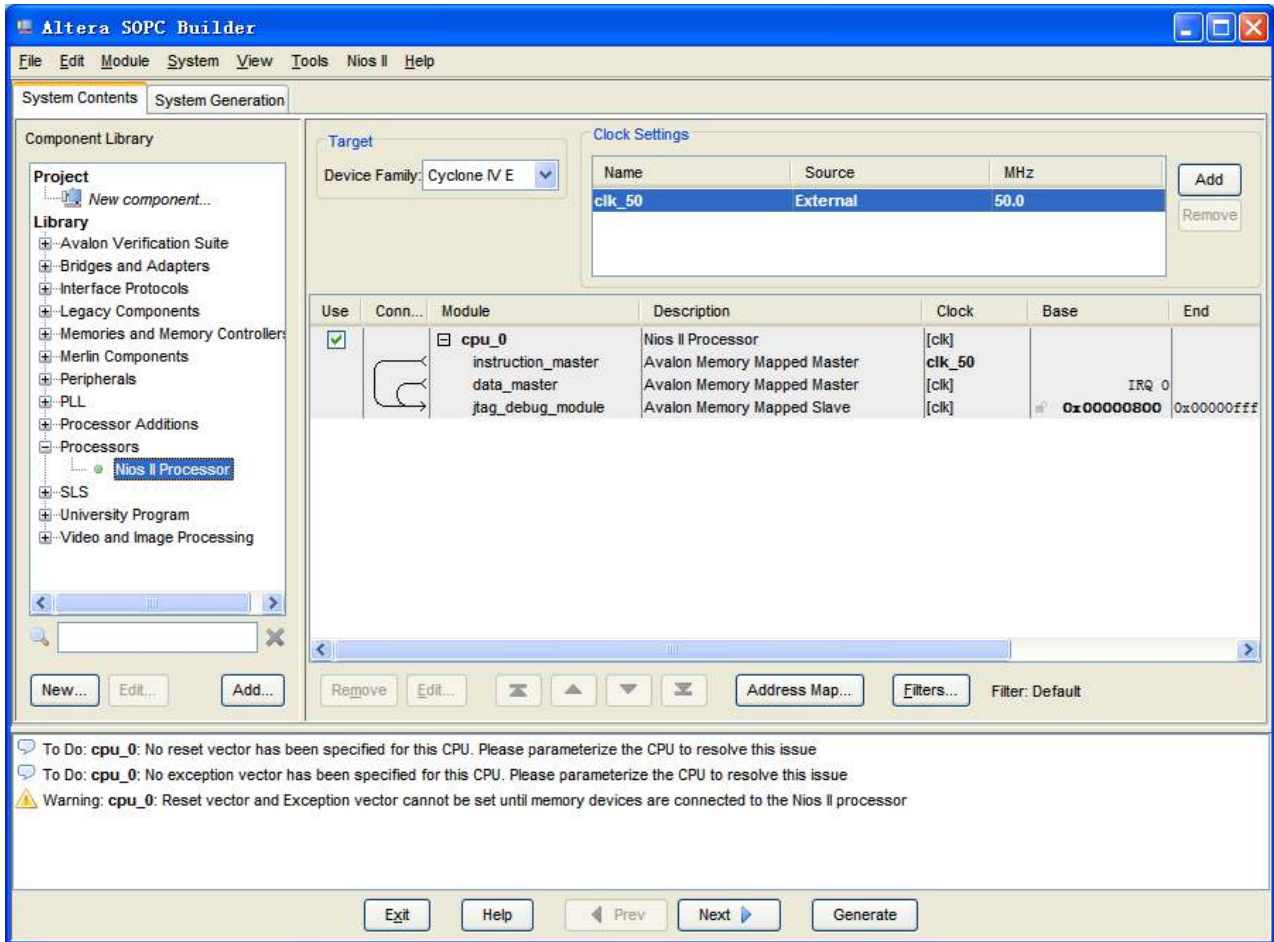 Altera SOPC Builder
File Edit Module System View Tools Nios II Help
System Contents System Generation
Component Library
Project
New component...
Library
Avalon Verification Suite
Bridges and Adapters
Interface Protocols
Legacy Components
Memories and Memory Controllers
Merlin Components
Peripherals
PLL
Processor Additions
Processors
Nios II Processor
SLS
University Program
Video and Image Processing
New... Edit... Add...
Target
Device Family: Cyclone IV E
Clock Settings
Name Source MHz
clk_50 External 50.0
Add
Remove
Use Conn... Module Description Clock Base End
cpu_0 Nios II Processor [clk]
instruction_master Avalon Memory Mapped Master clk_50
data_master Avalon Memory Mapped Master [clk] IRQ 0
jtag_debug_module Avalon Memory Mapped Slave [clk] 0x00000800 0x00000fff
Remove Edit... Address Map... Filters... Filter: Default
To Do: cpu_0: No reset vector has been specified for this CPU. Please parameterize the CPU to resolve this issue
To Do: cpu_0: No exception vector has been specified for this CPU. Please parameterize the CPU to resolve this issue
Warning: cpu_0: Reset vector and Exception vector cannot be set until memory devices are connected to the Nios II processor
Exit Help Prev Next Generate